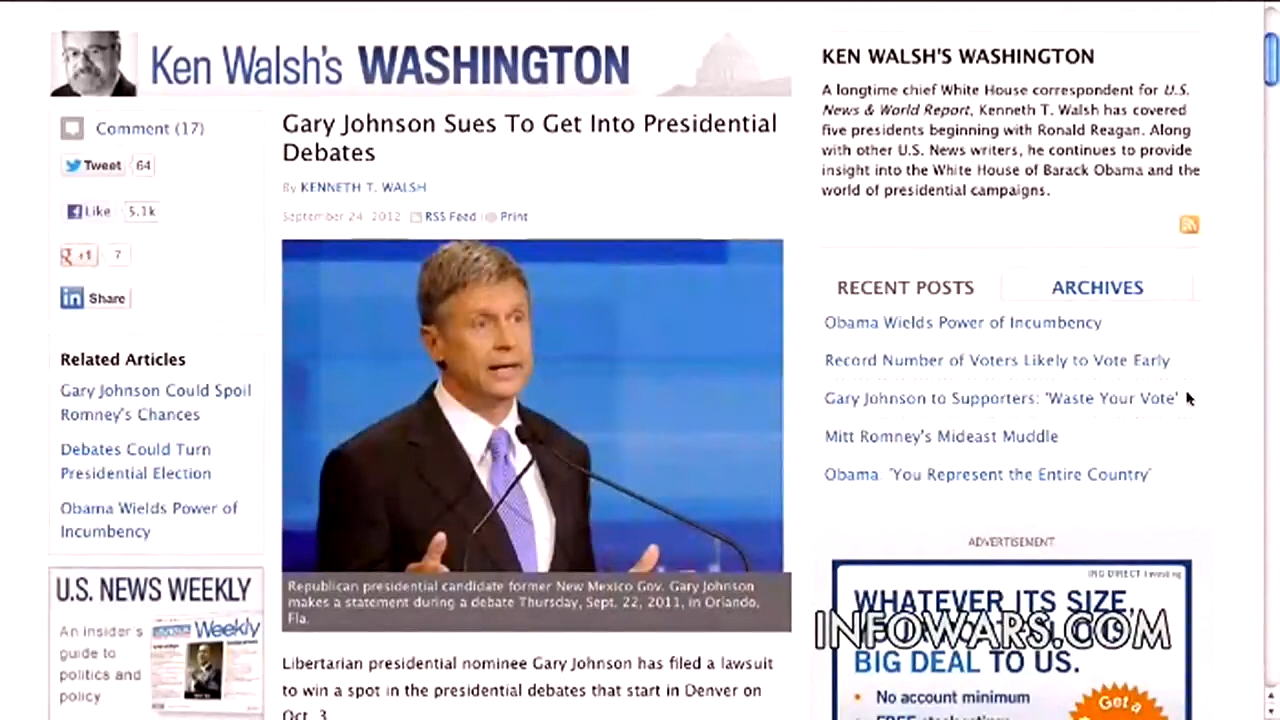 Ken Walsh's WASHINGTON
Comment (17)
Tweet 64
Like 5.1k
+1 7
in Share
Related Articles
Gary Johnson Could Spoil
Romney's Chances
Debates Could Turn
Presidential Election
Obama Wields Power of
Incumbency
U.S. NEWS WEEKLY
An insider's
guide to
politics and
policy
Weekly
Gary Johnson Sues To Get Into Presidential
Debates
By KENNETH T. WALSH
September 24, 2012 RSS Feed Print
Republican presidential candidate former New Mexico Gov. Gary Johnson
makes a statement during a debate Thursday, Sept. 22, 2011, in Orlando,
Fla.
Libertarian presidential nominee Gary Johnson has filed a lawsuit
to win a spot in the presidential debates that start in Denver on
Oct. 3
KEN WALSH'S WASHINGTON
A longtime chief White House correspondent for U.S.
News & World Report, Kenneth T. Walsh has covered
five presidents beginning with Ronald Reagan. Along
with other U.S. News writers, he continues to provide
insight into the White House of Barack Obama and the
world of presidential campaigns.
RECENT POSTS ARCHIVES
Obama Wields Power of Incumbency
Record Number of Voters Likely to Vote Early
Gary Johnson to Supporters: 'Waste Your Vote'
Mitt Romney's Mideast Muddle
Obama: 'You Represent the Entire Country'
ADVERTISEMENT
ING DIRECT Investing
WHATEVER ITS SIZE,
INFOWARS.COM
BIG DEAL TO US.
• No account minimum
Get a